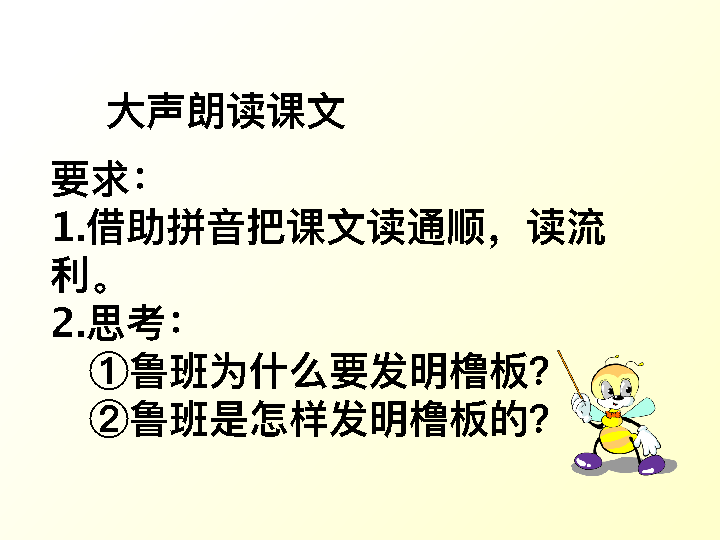 大声朗读课文
要求：
1.借助拼音把课文读通顺，读流
利。
2.思考：
①鲁班为什么要发明橹板？
②鲁班是怎样发明橹板的？